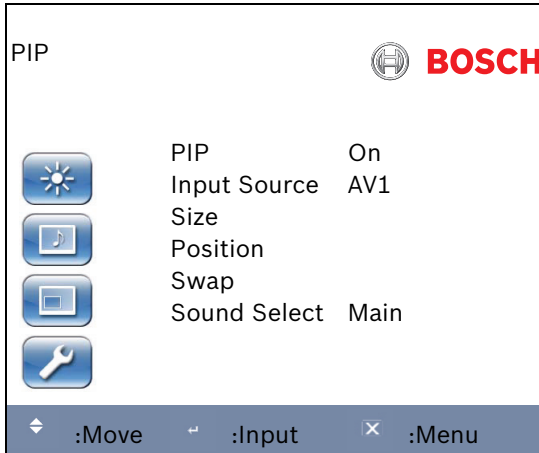 PIP
BOSCH
PIP On
Input Source AV1
Size
Position
Swap
Sound Select Main
:Move :Input :Menu